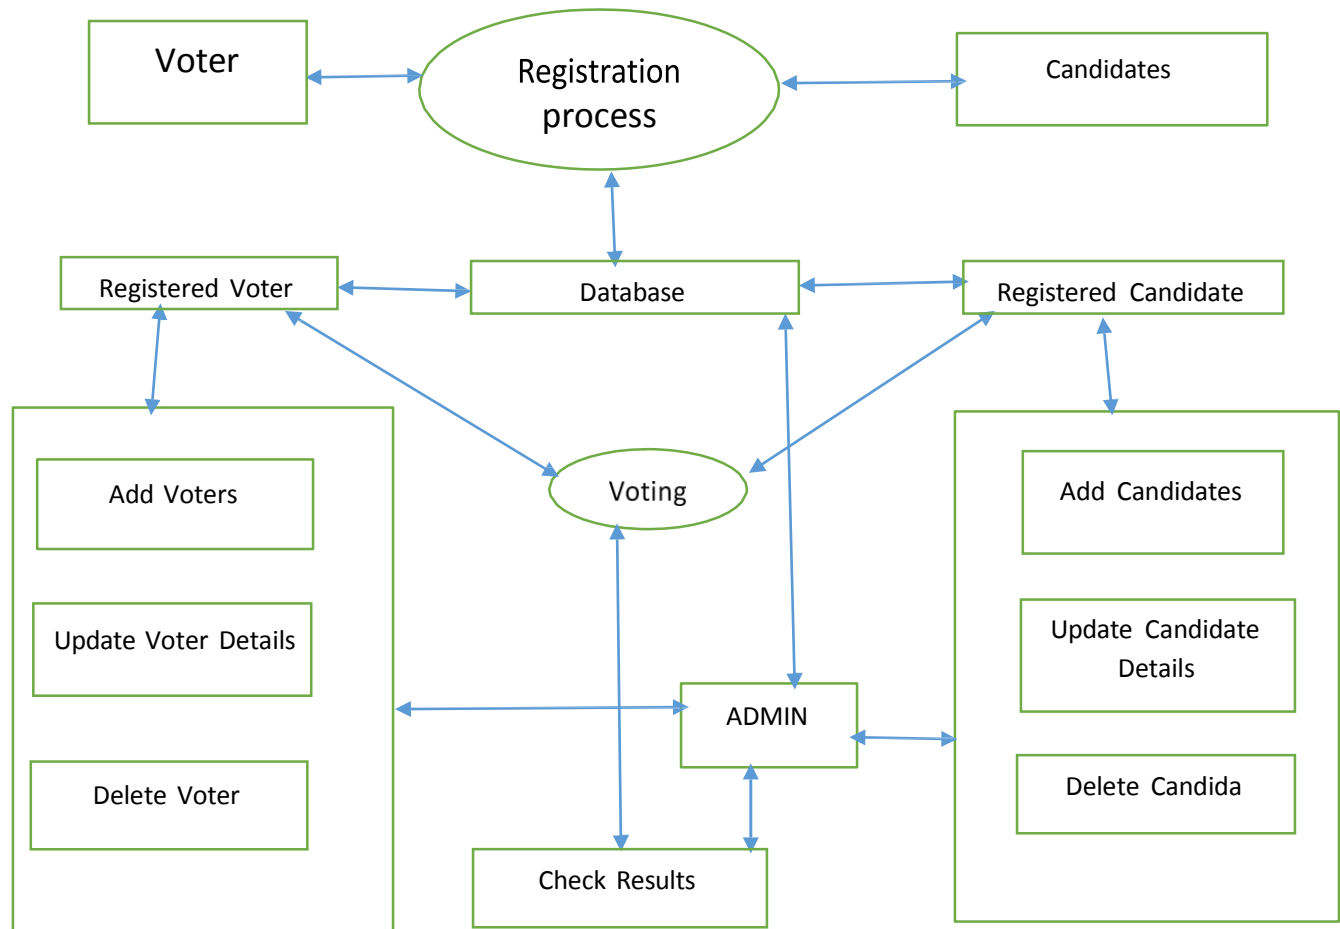 Voter
Registration
process
Candidates
Registered Voter
Database
Registered Candidate
Add Voters
Voting
Add Candidates
Update Voter Details
Update Candidate
Details
ADMIN
Delete Voter
Delete Candida
Check Results